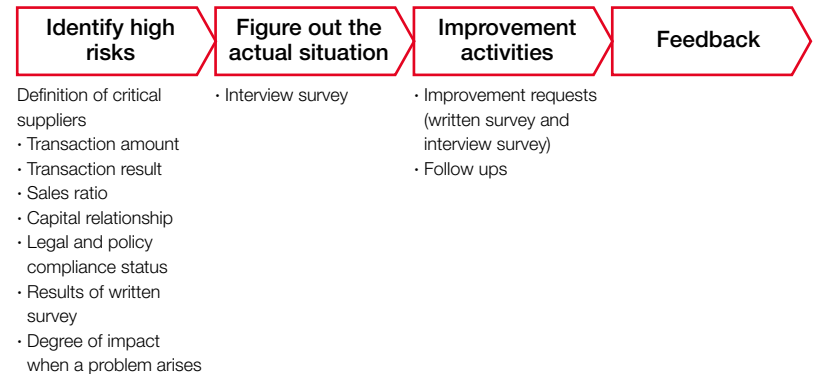 Identify high
risks
Figure out the
actual situation
Improvement
activities
Feedback
Definition of critical
suppliers
· Transaction amount
· Transaction result
· Sales ratio
· Capital relationship
· Legal and policy
compliance status
· Results of written
survey
· Degree of impact
when a problem arises
· Interview survey
· Improvement requests
(written survey and
interview survey)
· Follow ups